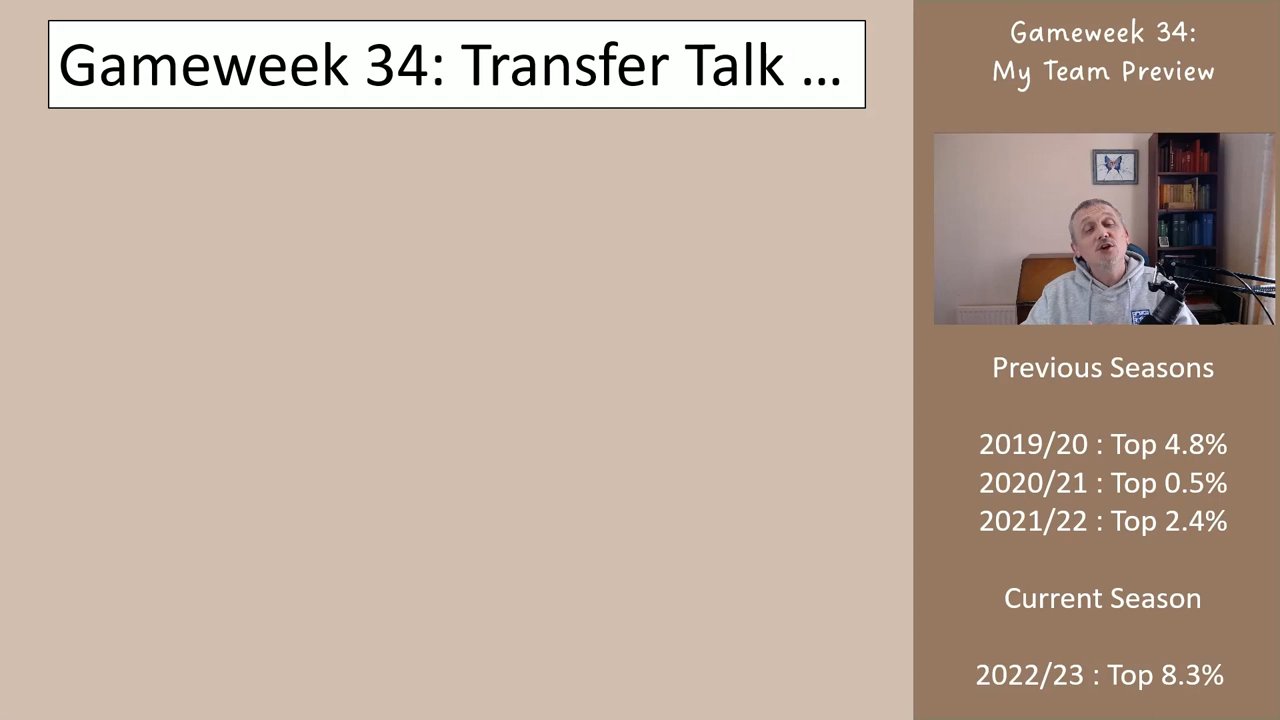 Gameweek 34: Transfer Talk ...
Gameweek 34:
My Team Preview
Previous Seasons
2019/20 : Top 4.8%
2020/21 : Top 0.5%
2021/22 : Top 2.4%
Current Season
2022/23 : Top 8.3%